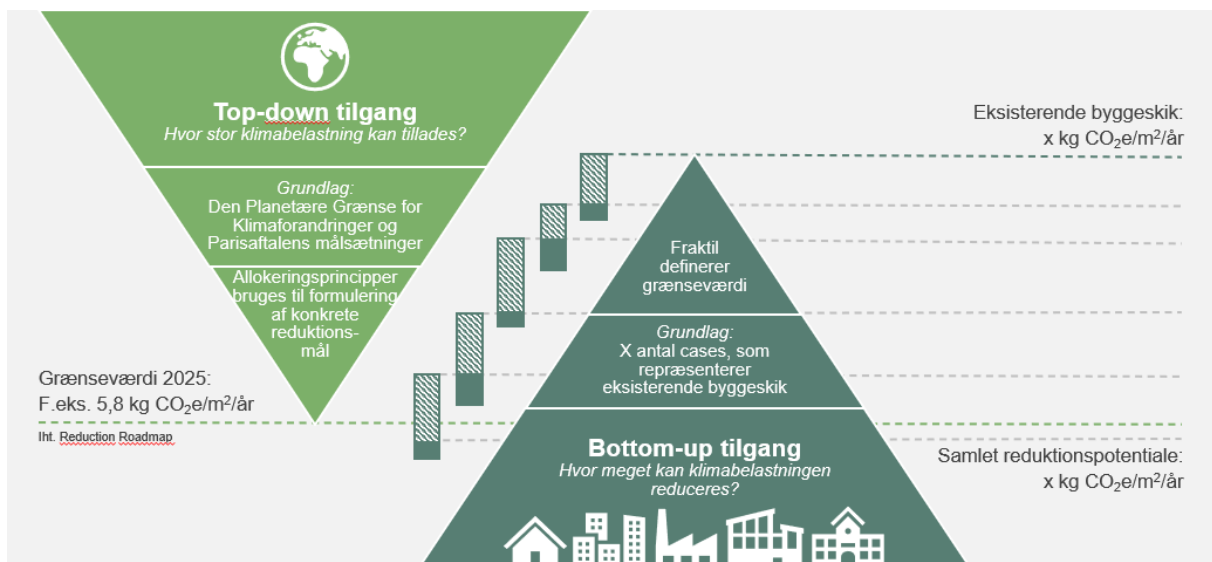 Top-down tilgang
Hvor stor klimabelastning kan tillades?
Grundlag:
Den Planetære Grænse for
Klimaforandringer og
Parisaftalens målsætninger
Allokeringsprincipper
bruges til formulering
af konkrete
reduktions-
mål
Grænseværdi 2025:
F.eks. 5,8 kg CO₂e/m²/år
Iht. Reduction Roadmap
Eksisterende byggeskik:
x kg CO₂e/m²/år
Fraktil
definerer
grænseværdi
Grundlag:
X antal cases, som
repræsenterer
eksisterende byggeskik
Bottom-up tilgang
Hvor meget kan klimabelastningen
reduceres?
Samlet reduktionspotentiale:
x kg CO₂e/m²/år